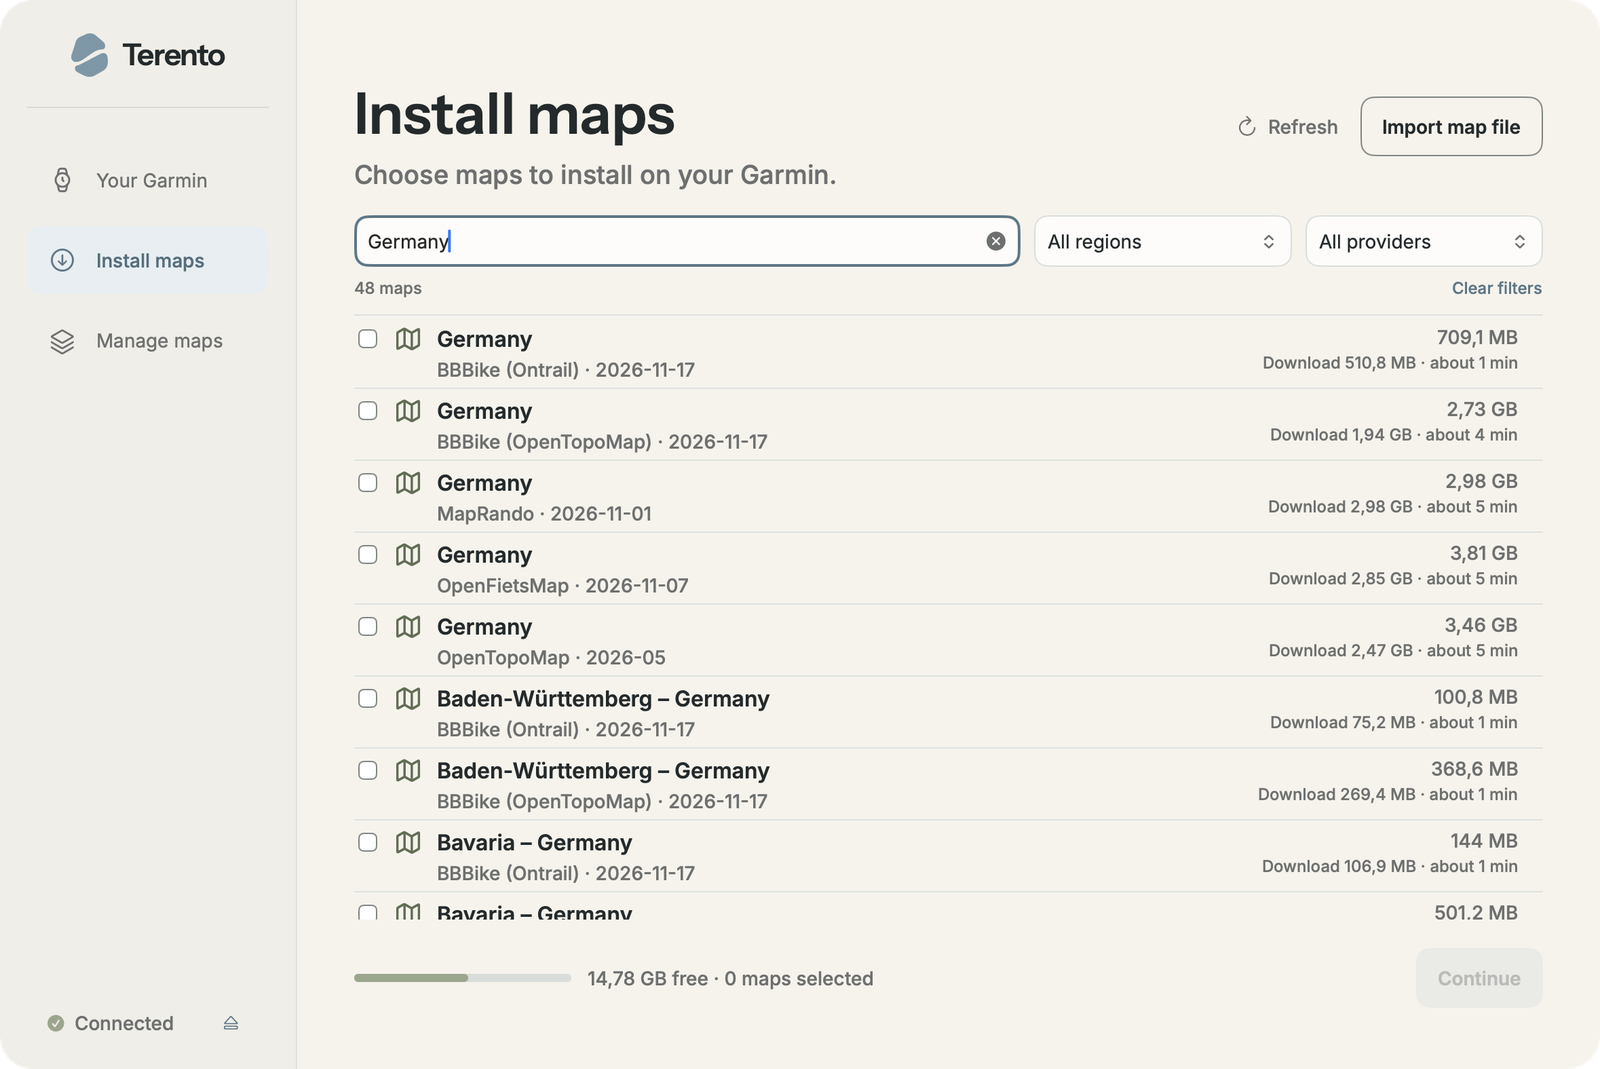 Terento
Your Garmin
Install maps
Manage maps
Connected
Install maps
Choose maps to install on your Garmin.
Refresh
Import map file
Germany
All regions
All providers
48 maps
Clear filters
Germany
709,1 MB
BBBike (Ontrail) · 2026-11-17
Download 510,8 MB · about 1 min
Germany
2,73 GB
BBBike (OpenTopoMap) · 2026-11-17
Download 1,94 GB · about 4 min
Germany
2,98 GB
MapRando · 2026-11-01
Download 2,98 GB · about 5 min
Germany
3,81 GB
OpenFietsMap · 2026-11-07
Download 2,85 GB · about 5 min
Germany
3,46 GB
OpenTopoMap · 2026-05
Download 2,47 GB · about 5 min
Baden-Württemberg – Germany
100,8 MB
BBBike (Ontrail) · 2026-11-17
Download 75,2 MB · about 1 min
Baden-Württemberg – Germany
368,6 MB
BBBike (OpenTopoMap) · 2026-11-17
Download 269,4 MB · about 1 min
Bavaria – Germany
144 MB
BBBike (Ontrail) · 2026-11-17
Download 106,9 MB · about 1 min
Bavaria – Germany
501,2 MB
14,78 GB free · 0 maps selected
Continue